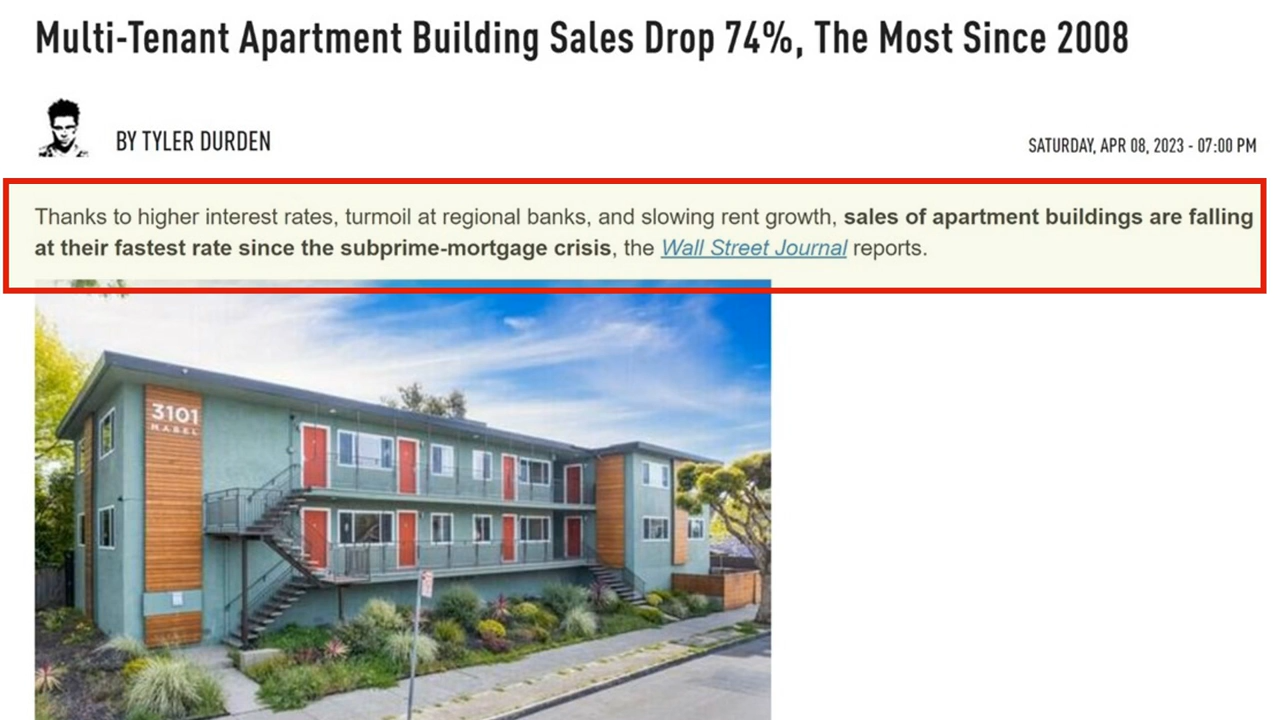 Multi-Tenant Apartment Building Sales Drop 74%, The Most Since 2008
BY TYLER DURDEN
SATURDAY, APR 08, 2023 - 07:00 PM
Thanks to higher interest rates, turmoil at regional banks, and slowing rent growth, sales of apartment buildings are falling
at their fastest rate since the subprime-mortgage crisis, the Wall Street Journal reports.
3101
MABEL